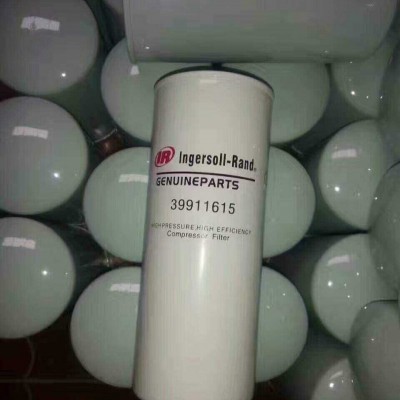 IR Ingersoll-Rand®
GENUINEPARTS
39911615
HIGH PRESSURE,HIGH EFFICIENCY
Compressor Filter